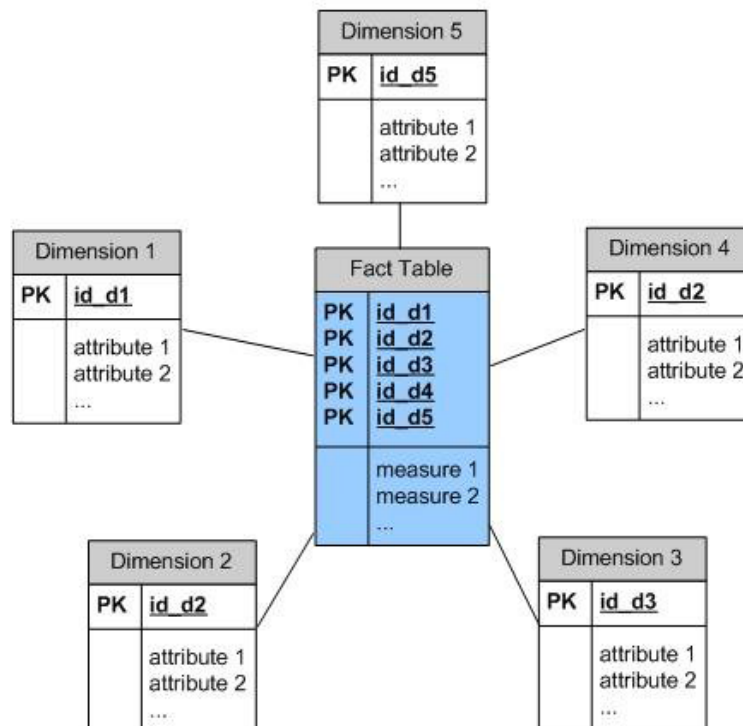 Dimension 5
PK id_d5
attribute 1
attribute 2
...
Dimension 1
PK id_d1
attribute 1
attribute 2
...
Fact Table
PK id_d1
PK id_d2
PK id_d3
PK id_d4
PK id_d5
measure 1
measure 2
...
Dimension 4
PK id_d2
attribute 1
attribute 2
...
Dimension 2
PK id_d2
attribute 1
attribute 2
...
Dimension 3
PK id_d3
attribute 1
attribute 2
...